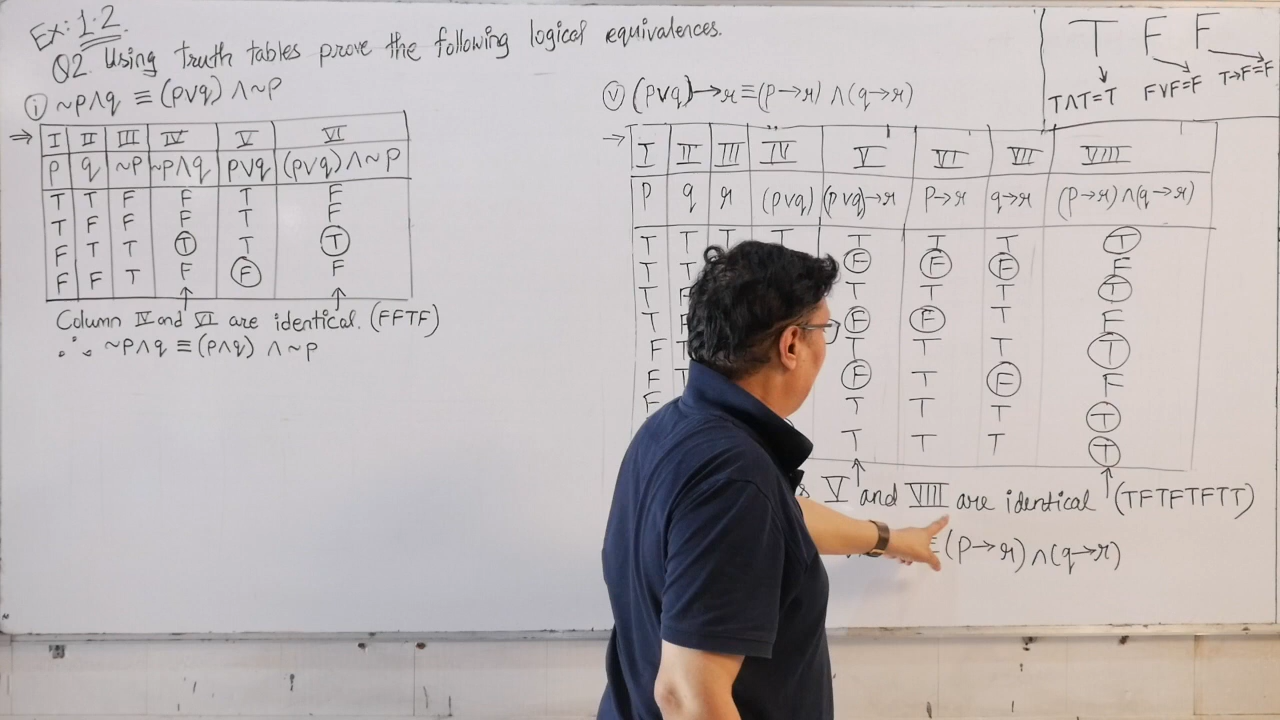 Ex: 1.2.
Q2. Using truth tables prove the following logical equivalences.
(i) ~p∧q ≡ (p∨q) ∧~p
⇒ I II III IV V VI
p q ~p ~p∧q p∨q (p∨q)∧~p
T T F F T F
T F F F T F
F T T T T T
F F T F F F
Column IV and VI are identical. (FFTF)
∴ ~p∧q ≡ (p∧q) ∧~p
T F F
T∧T=T F∨F=F T→F=F
(v) (p∨q)→r≡(p→r) ∧(q→r)
→ I II III IV V VI VII VIII
p q r (p∨q) (p∨q)→r p→r q→r (p→r)∧(q→r)
T T T T T T T T
T T F F F F
T F T T T T
T F F F T F
F T T T T T
F T F T F F
F T T T T
T T T T
V and VIII are identical (TFTFTFTT)
≡(p→r)∧(q→r)